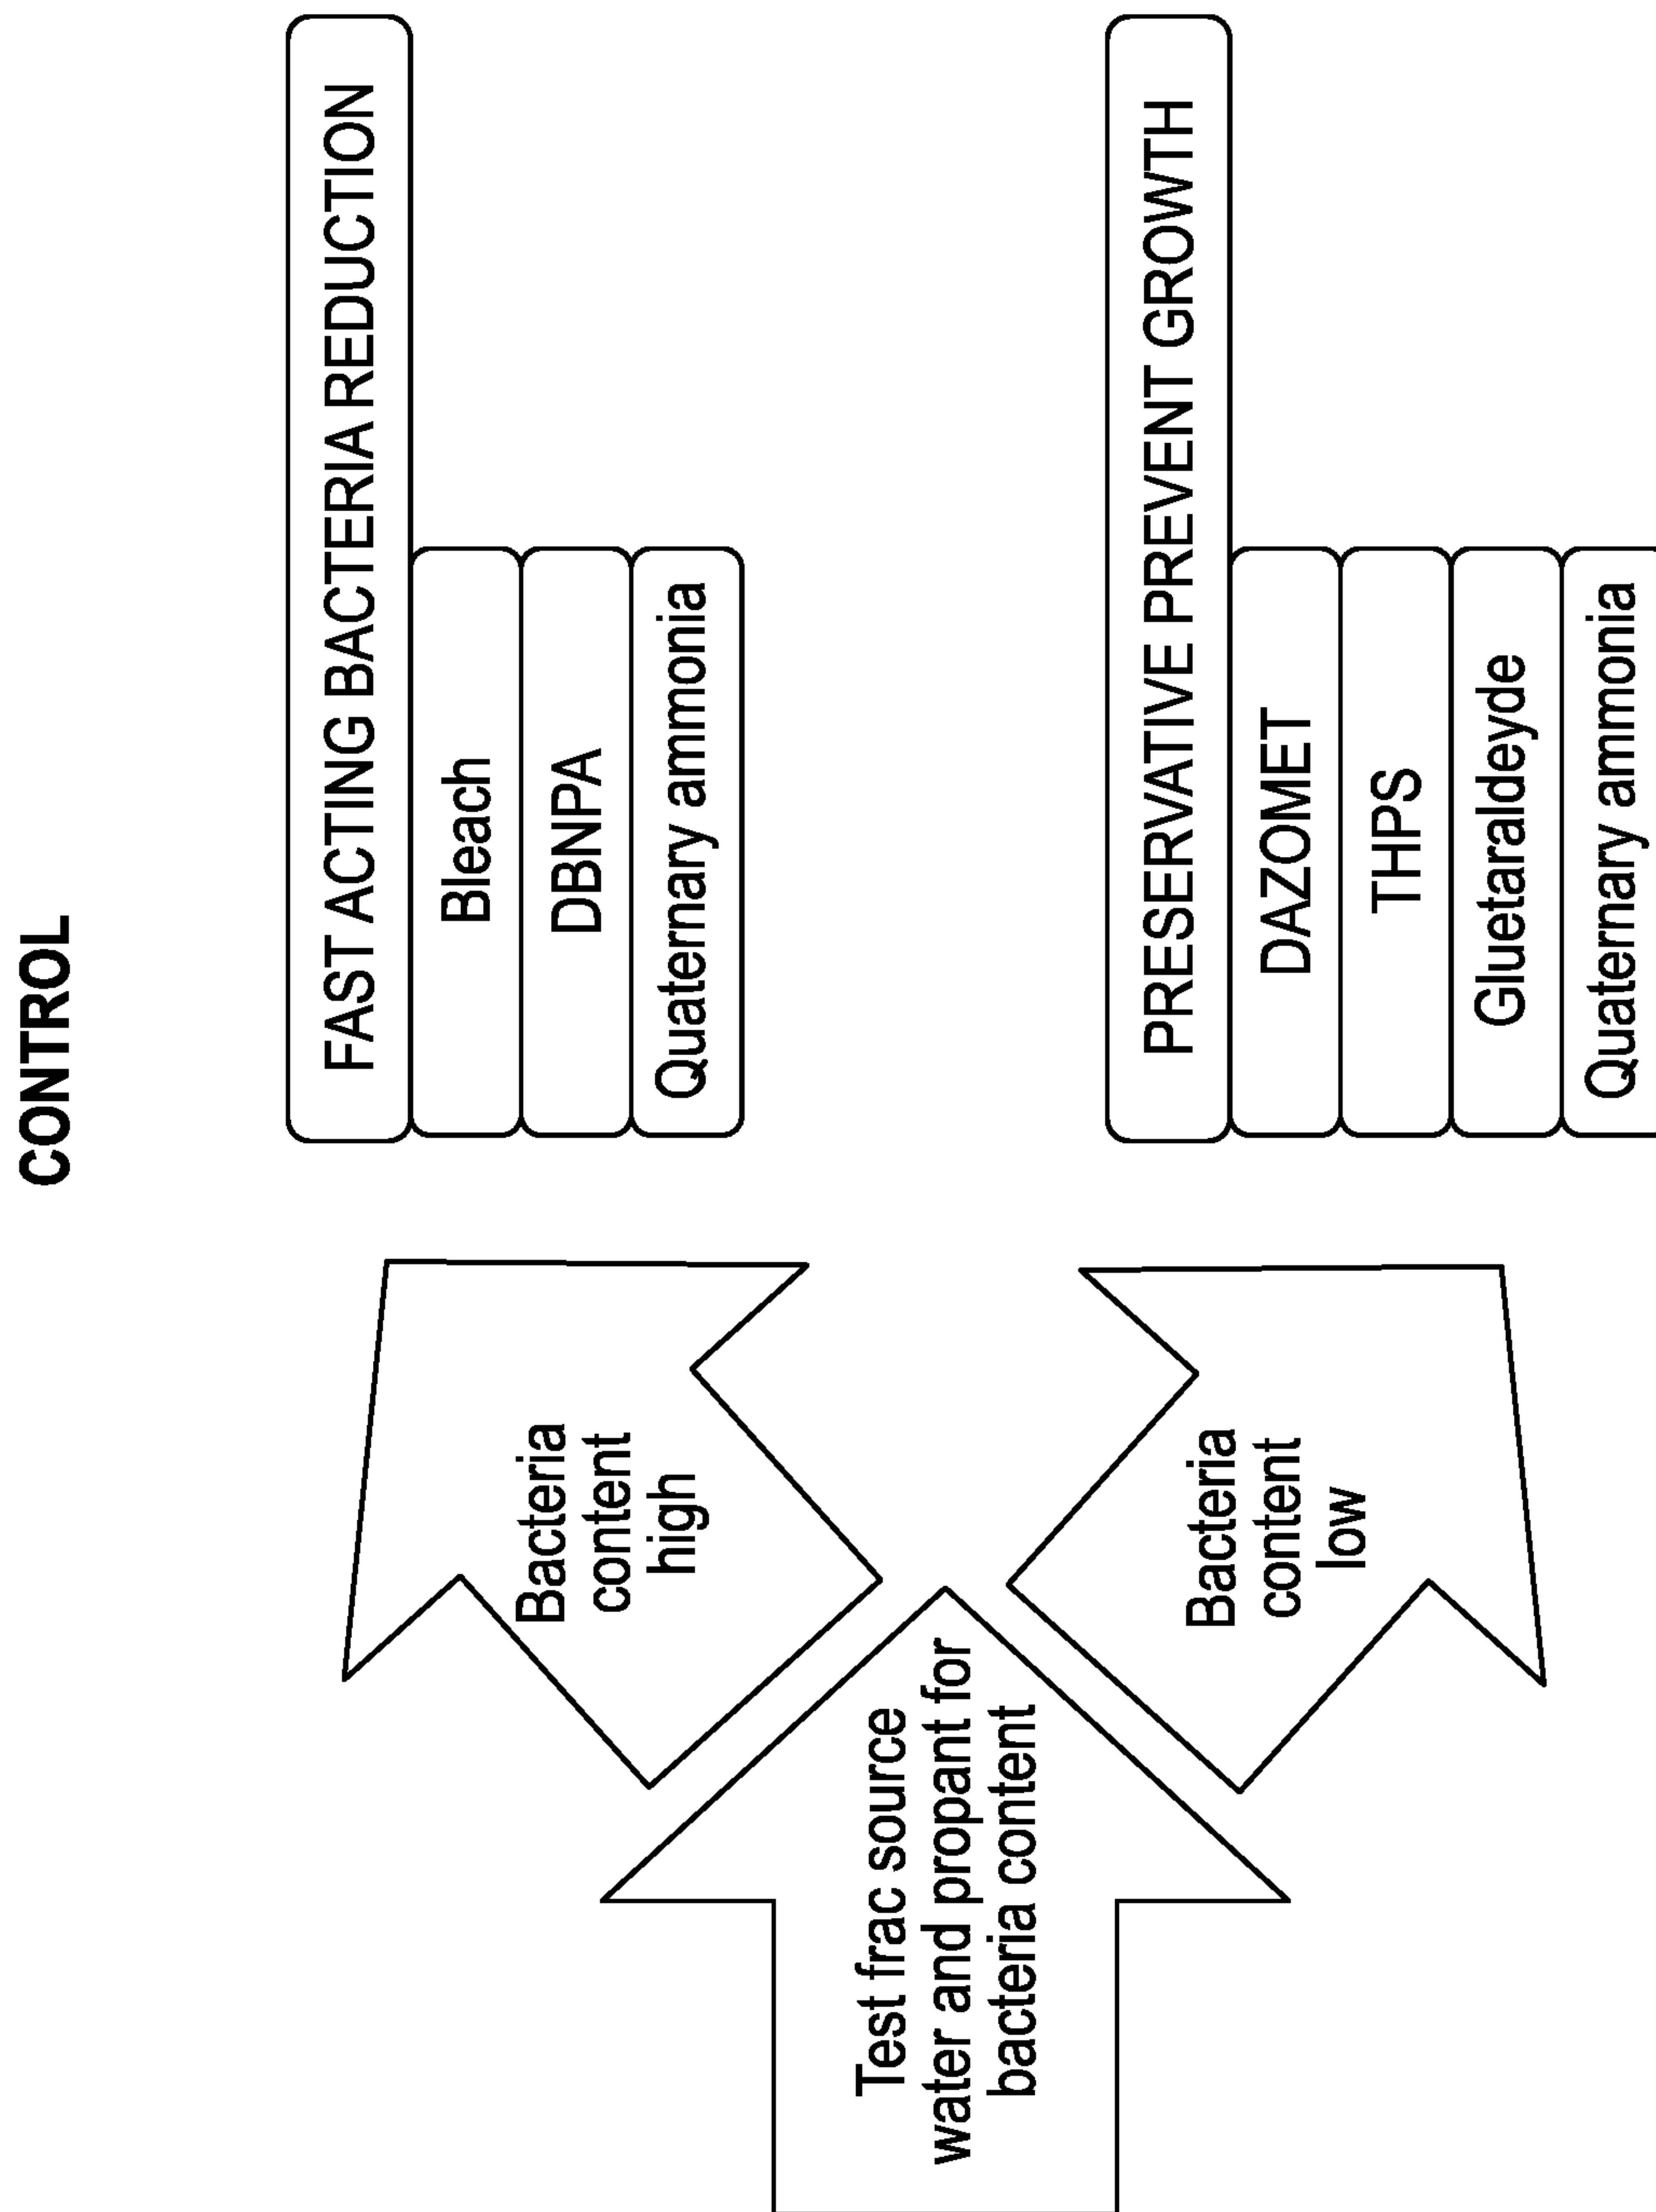 CONTROL
Test frac source
water and propant for
bacteria content
Bacteria
content
high
FAST ACTING BACTERIA REDUCTION
Bleach
DBNPA
Quaternary ammonia
Bacteria
content
low
PRESERVATIVE PREVENT GROWTH
DAZOMET
THPS
Gluetaraldeyde
Quaternary ammonia